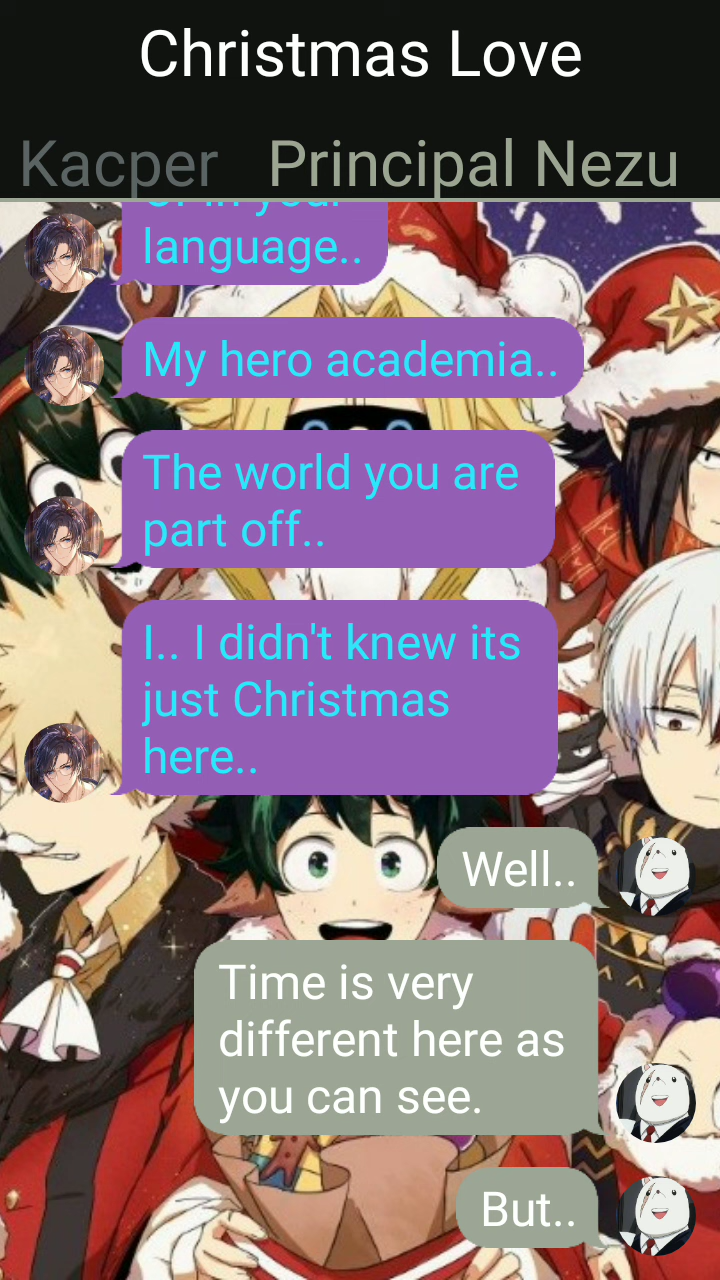 Christmas Love
Kacper Principal Nezu
language..
My hero academia..
The world you are
part off..
I.. I didn't knew its
just Christmas
here..
Well..
Time is very
different here as
you can see.
But..